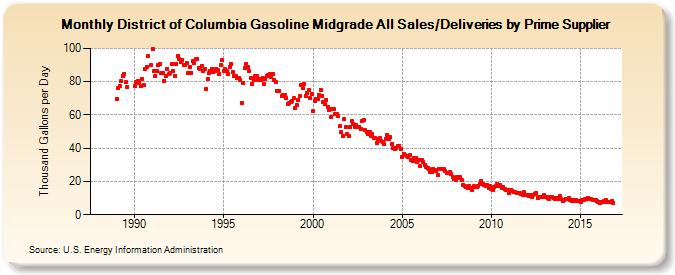 Monthly District of Columbia Gasoline Midgrade All Sales/Deliveries by Prime Supplier
Thousand Gallons per Day
100
80
60
40
20
0
1990 1995 2000 2005 2010 2015
Source: U.S. Energy Information Administration